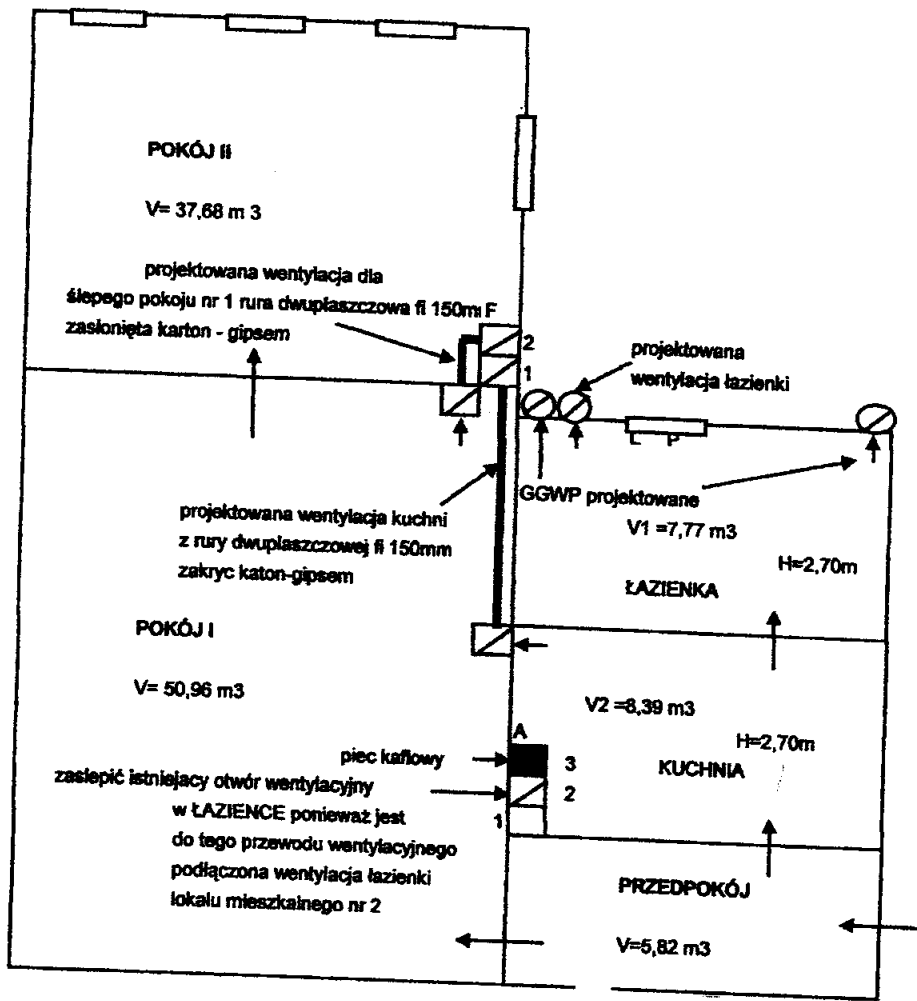 POKÓJ II
V= 37,68 m 3
projektowana wentylacja dla
ślepego pokoju nr 1 rura dwupłaszczowa fi 150m F
zasłonięta karton - gipsem
2
1
projektowana
wentylacja łazienki
L P
GGWP projektowane
V1 =7,77 m3
H=2,70m
ŁAZIENKA
projektowana wentylacja kuchni
z rury dwuplaszczowej fi 150mm
zakryc katon-gipsem
POKÓJ I
V= 50,96 m3
V2 =8,39 m3
H=2,70m
KUCHNIA
A
piec kaflowy
3
zaslepić istniejacy otwór wentylacyjny
2
w ŁAZIENCE ponieważ jest
1
do tego przewodu wentylacyjnego
podłączona wentylacja łazienki
lokalu mieszkalnego nr 2
PRZEDPOKÓJ
V=5,82 m3